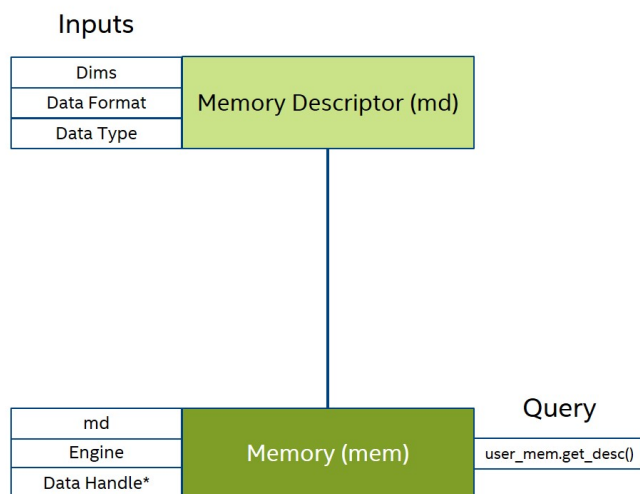 Inputs
Dims
Data Format
Data Type
Memory Descriptor (md)
md
Engine
Data Handle*
Memory (mem)
Query
user_mem.get_desc()